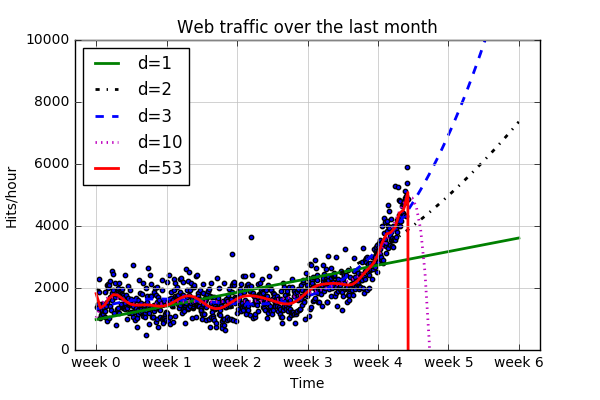 Web traffic over the last month
10000
8000
6000
4000
2000
0
Hits/hour
d=1
d=2
d=3
d=10
d=53
week 0 week 1 week 2 week 3 week 4 week 5 week 6
Time